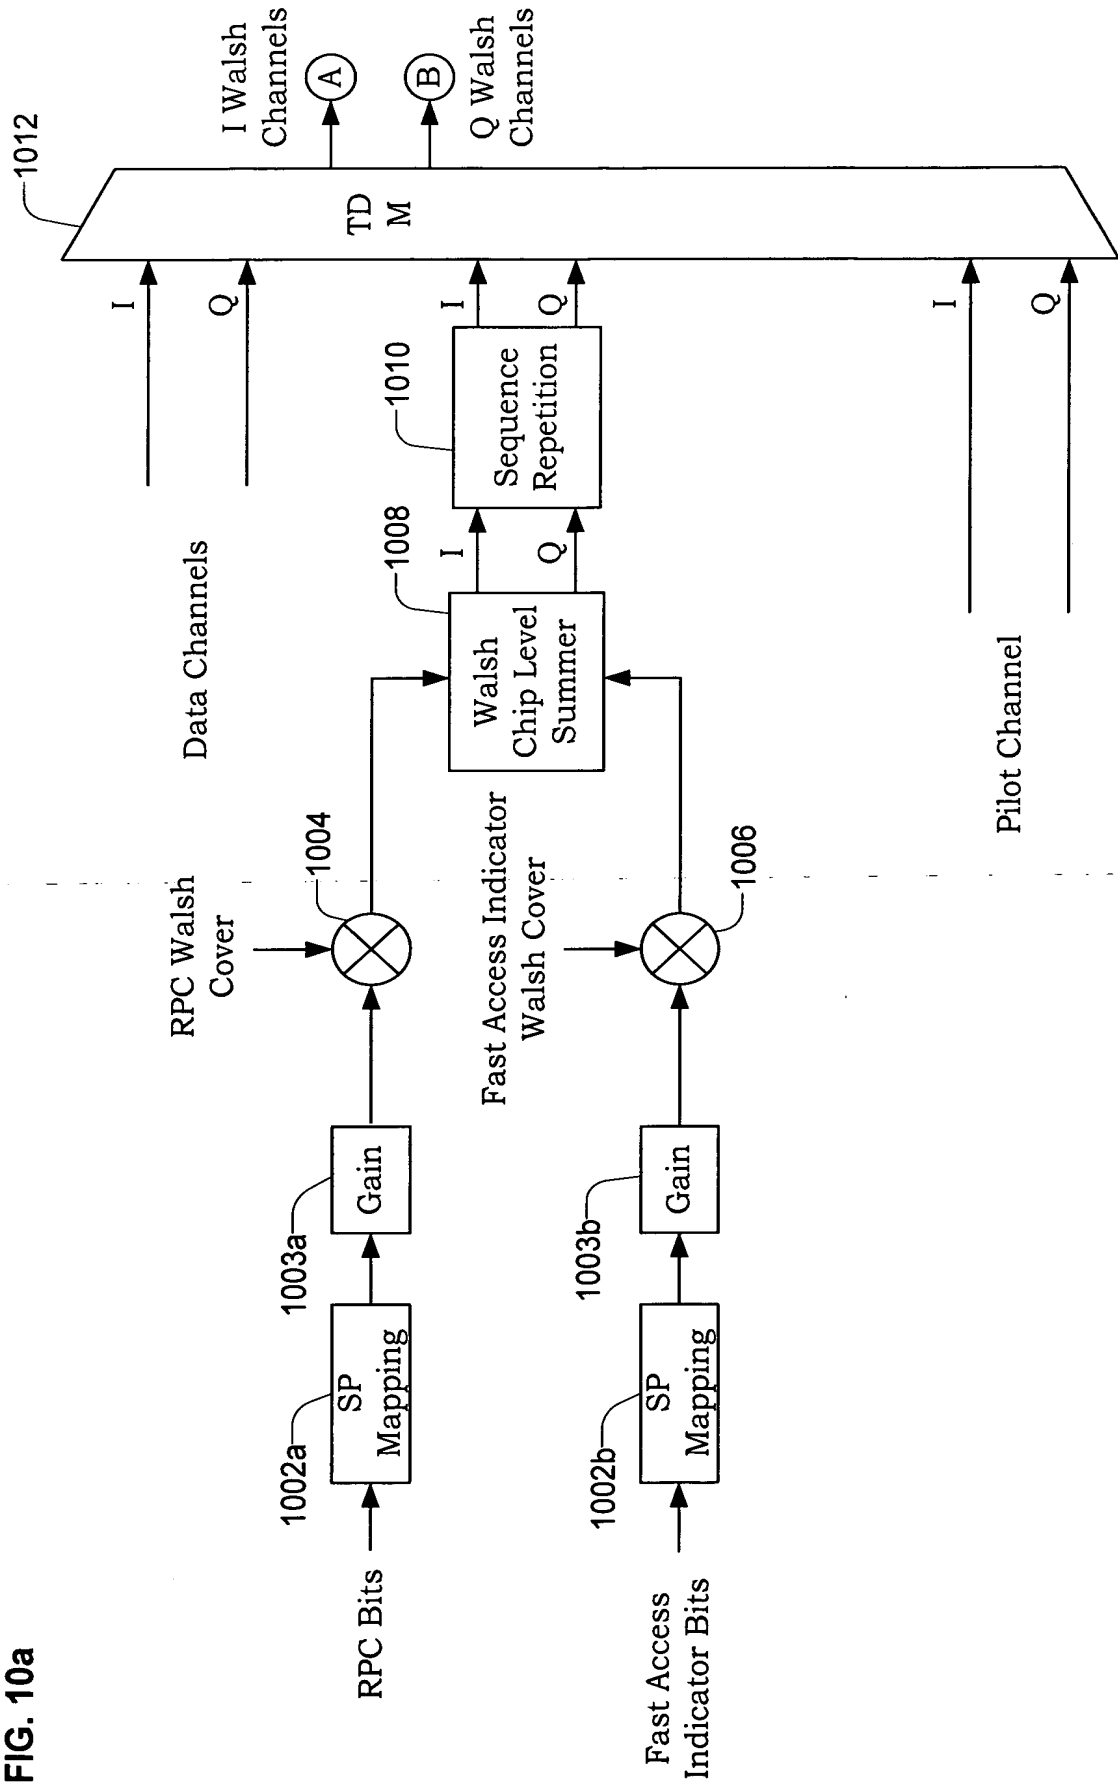 FIG. 10a
RPC Bits
1002a
SP
Mapping
1003a
Gain
RPC Walsh
Cover
1004
Fast Access
Indicator Bits
1002b
SP
Mapping
1003b
Gain
Fast Access Indicator
Walsh Cover
1006
Data Channels
I
Q
Walsh
Chip Level
Summer
1008
I
Q
Sequence
Repetition
1010
I
Q
Pilot Channel
I
Q
TD
M
1012
I Walsh
Channels
A
B
Q Walsh
Channels